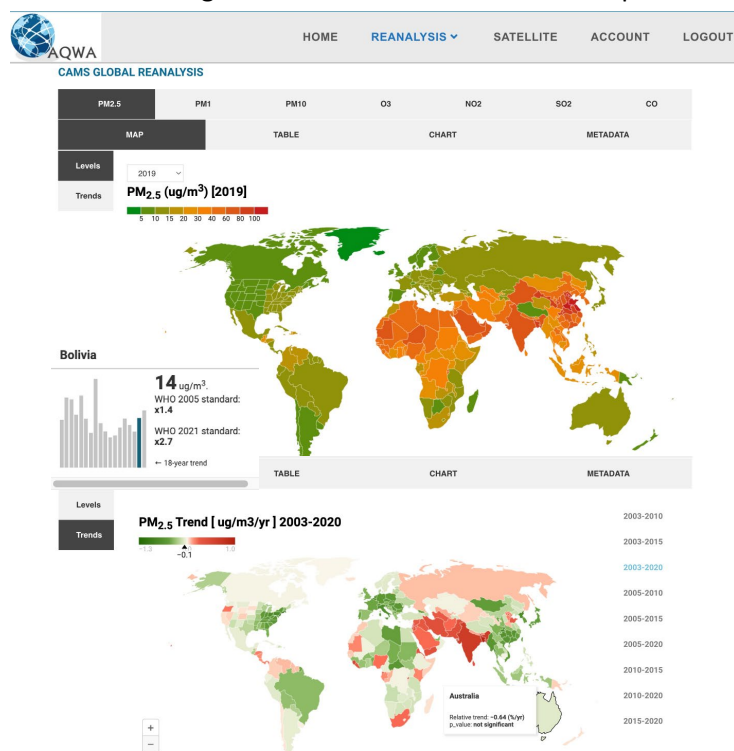 AQWA
HOME REANALYSIS SATELLITE ACCOUNT LOGOUT
CAMS GLOBAL REANALYSIS
PM2.5 PM1 PM10 O3 NO2 SO2 CO
MAP TABLE CHART METADATA
Levels
Trends
2019
PM2.5 (ug/m3) [2019]
5 10 15 20 30 40 60 80 100
Bolivia
14 ug/m3.
WHO 2005 standard:
x1.4
WHO 2021 standard:
x2.7
← 18-year trend
TABLE CHART METADATA
Levels
Trends
PM2.5 Trend [ ug/m3/yr ] 2003-2020
−1.3 0 1.0
−0.1
2003-2010
2003-2015
2003-2020
2005-2010
2005-2015
2005-2020
2010-2015
2010-2020
2015-2020
Australia
Relative trend: −0.64 (%/yr)
p_value: not significant
+
−